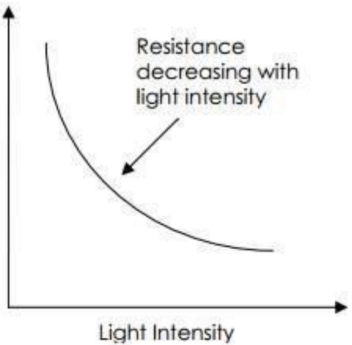 Resistance
decreasing with
light intensity
Light Intensity